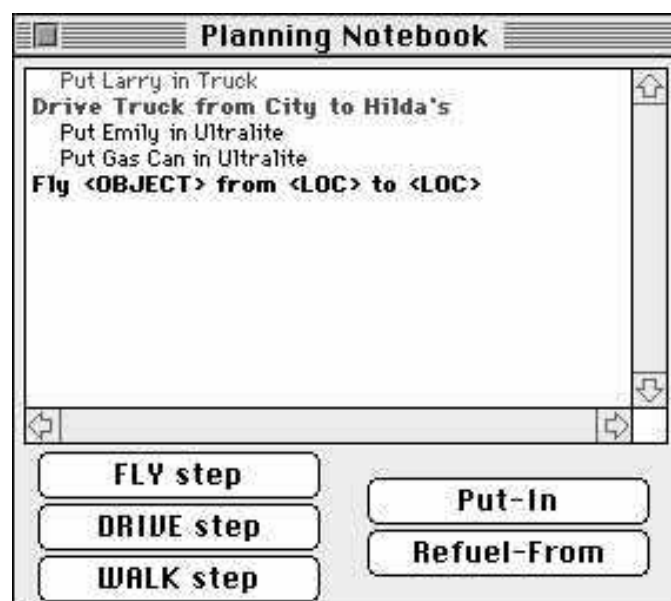 Planning Notebook
Put Larry in Truck
Drive Truck from City to Hilda's
Put Emily in Ultralite
Put Gas Can in Ultralite
Fly <OBJECT> from <LOC> to <LOC>
FLY step
DRIVE step
WALK step
Put-In
Refuel-From